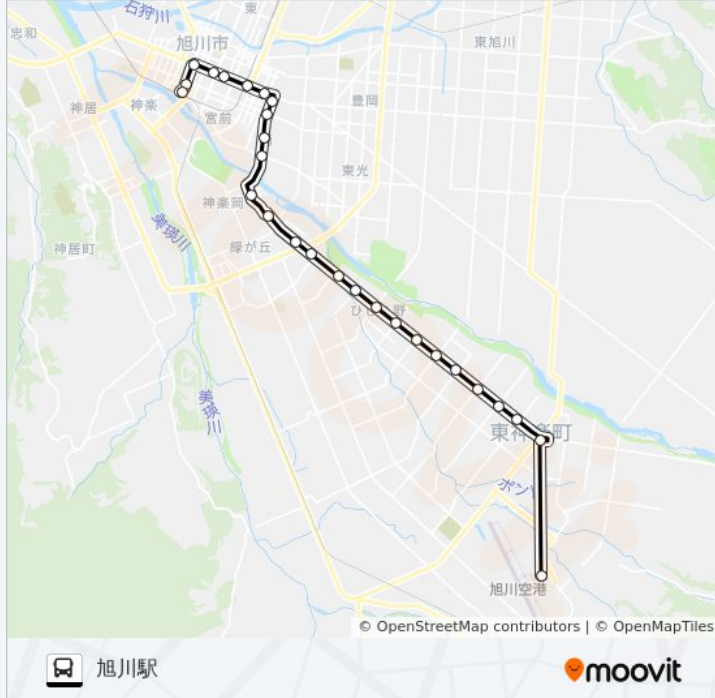 石狩川
東
忠和
旭川市
東旭川
豊岡
神居
神楽
宮前
東光
神楽岡
美瑛川
緑が丘
神居町
美瑛川
東神楽町
旭川空港
© OpenStreetMap contributors | © OpenMapTiles
旭川駅
moovit